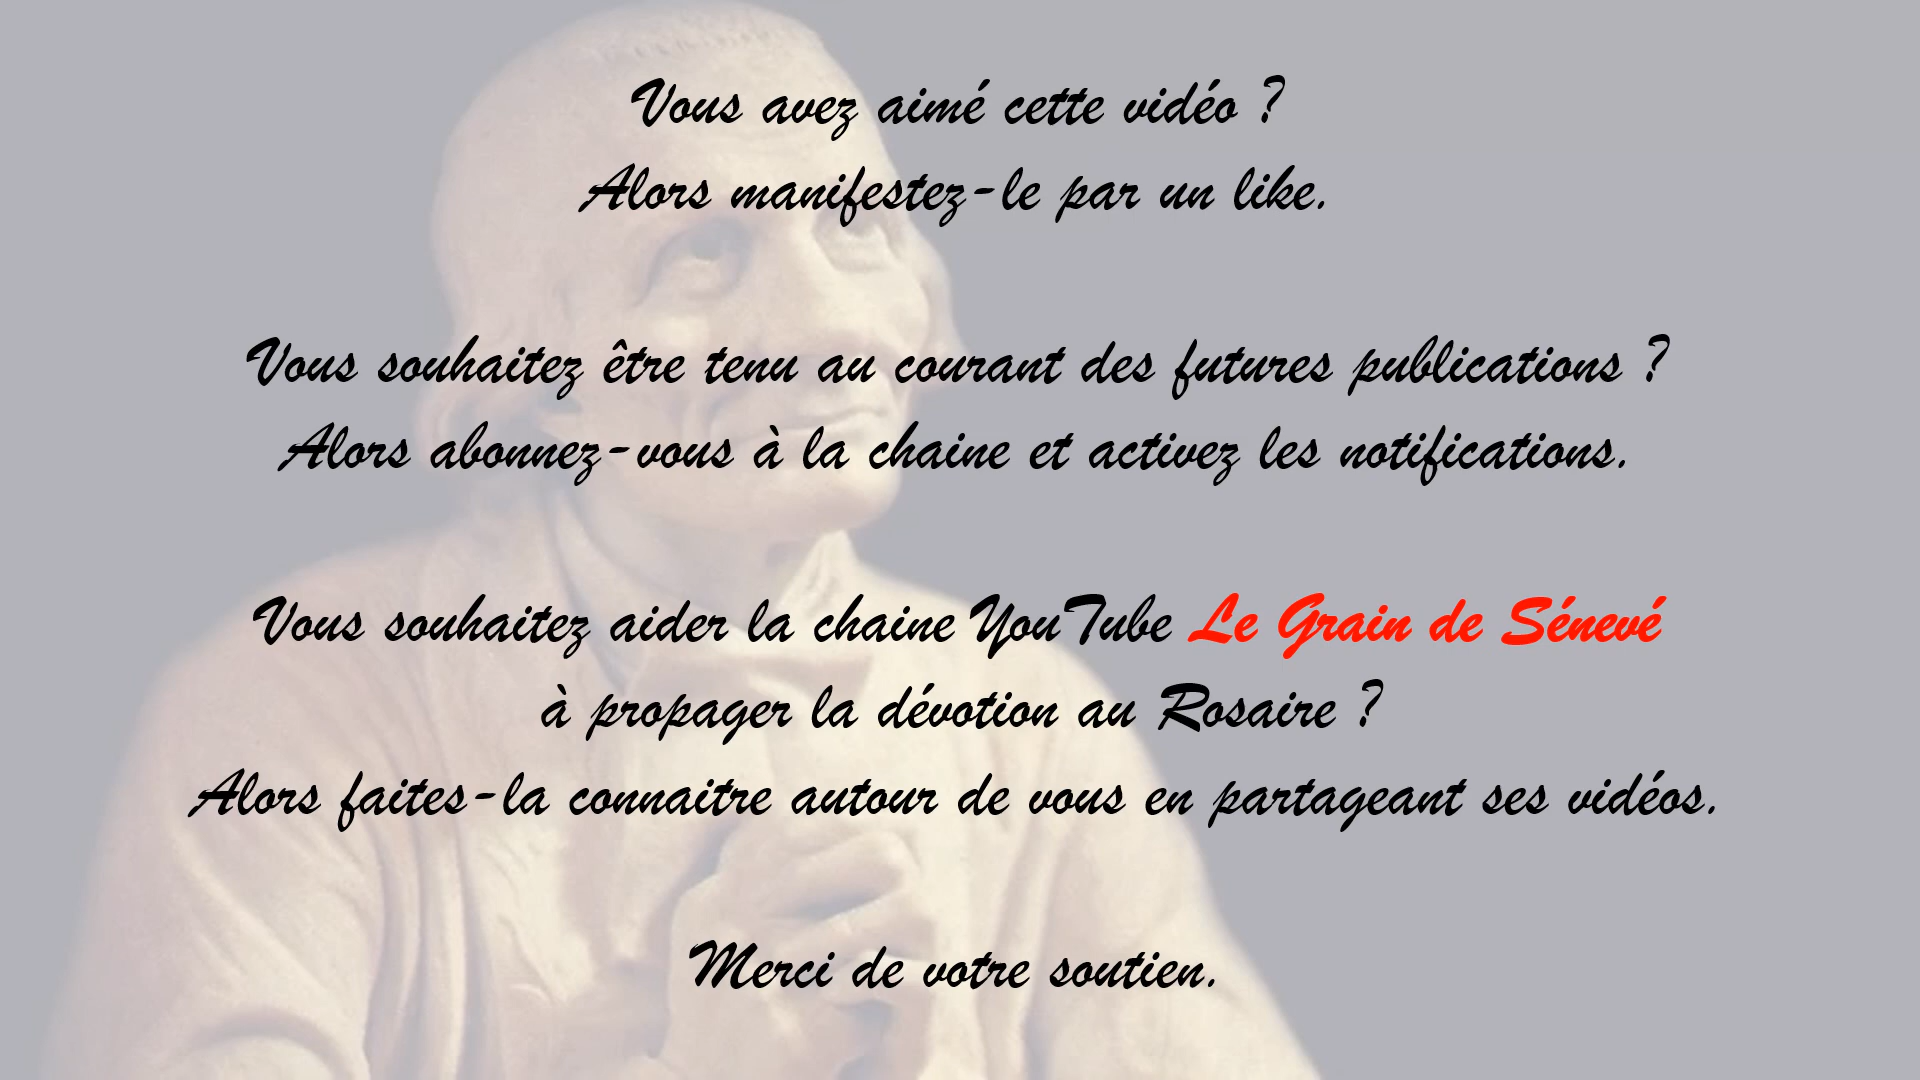 Vous avez aimé cette vidéo ?
Alors manifestez-le par un like.
Vous souhaitez être tenu au courant des futures publications ?
Alors abonnez-vous à la chaine et activez les notifications.
Vous souhaitez aider la chaine YouTube Le Grain de Sénevé
à propager la dévotion au Rosaire ?
Alors faites-la connaitre autour de vous en partageant ses vidéos.
Merci de votre soutien.